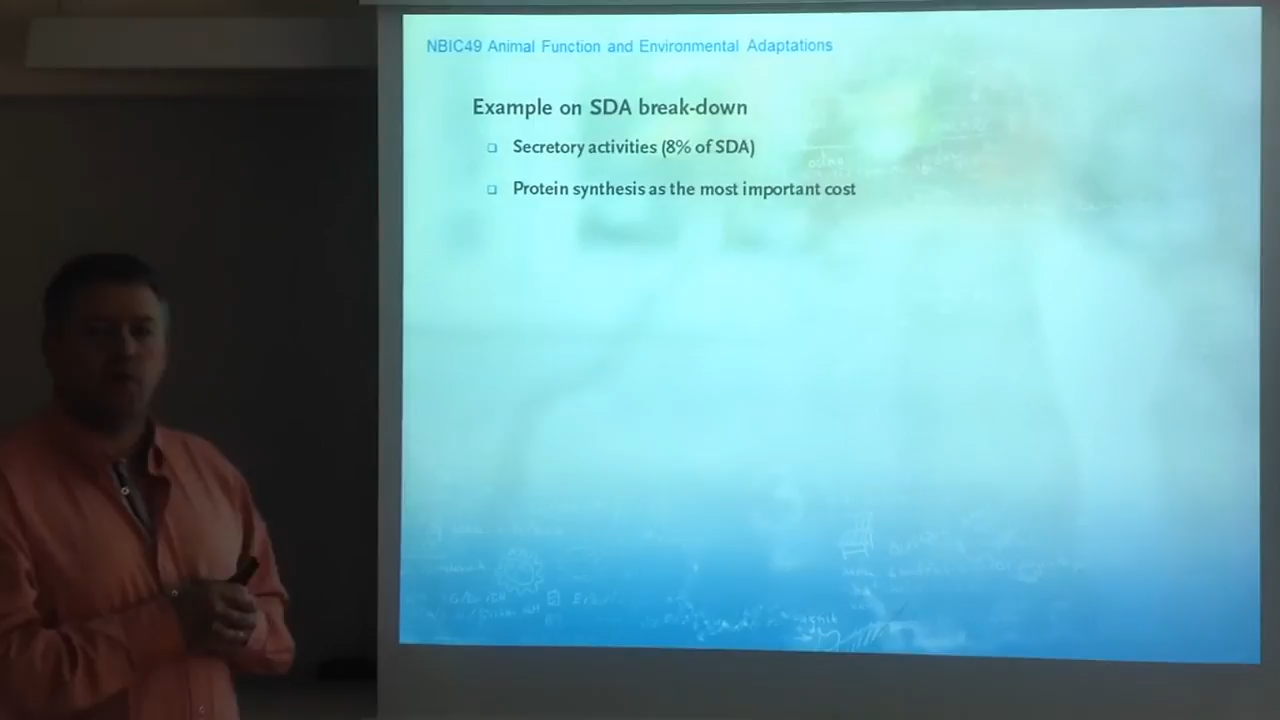 NBIC49 Animal Function and Environmental Adaptations
Example on SDA break-down
Secretory activities (8% of SDA)
Protein synthesis as the most important cost